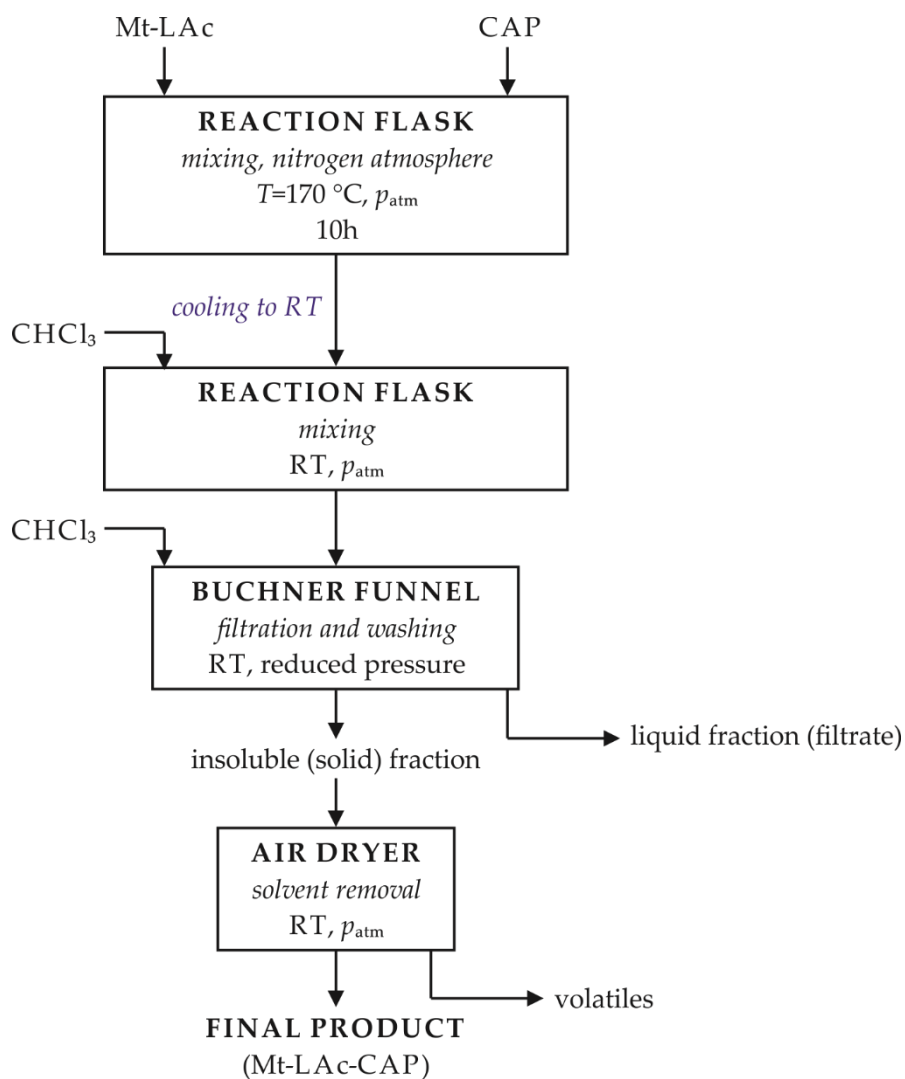 Mt-LAc
CAP
REACTION FLASK
mixing, nitrogen atmosphere
T=170 °C, patm
10h
cooling to RT
CHCl3
REACTION FLASK
mixing
RT, patm
CHCl3
BUCHNER FUNNEL
filtration and washing
RT, reduced pressure
liquid fraction (filtrate)
insoluble (solid) fraction
AIR DRYER
solvent removal
RT, patm
volatiles
FINAL PRODUCT
(Mt-LAc-CAP)